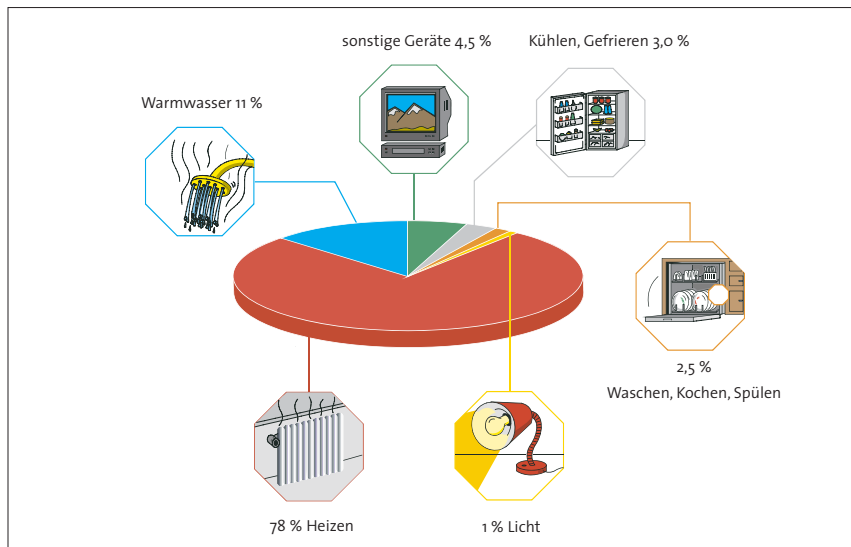 sonstige Geräte 4,5 %
Kühlen, Gefrieren 3,0 %
Warmwasser 11 %
2,5 %
Waschen, Kochen, Spülen
78 % Heizen
1 % Licht